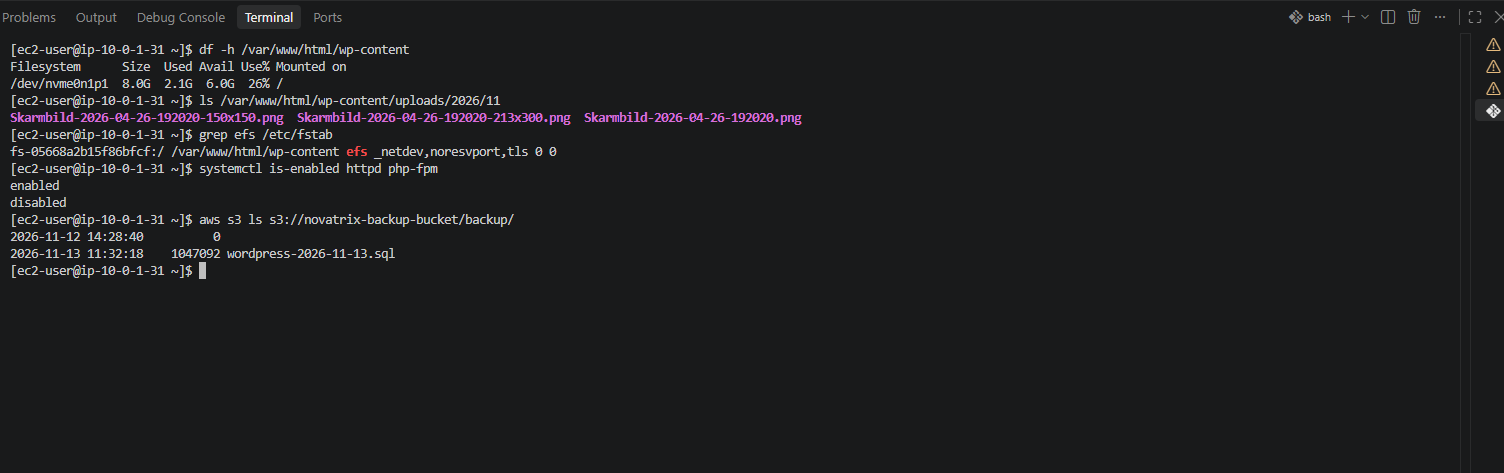 Problems Output Debug Console Terminal Ports bash
[ec2-user@ip-10-0-1-31 ~]$ df -h /var/www/html/wp-content
Filesystem      Size  Used Avail Use% Mounted on
/dev/nvme0n1p1  8.0G  2.1G  6.0G  26% /
[ec2-user@ip-10-0-1-31 ~]$ ls /var/www/html/wp-content/uploads/2026/11
Skarmbild-2026-04-26-192020-150x150.png  Skarmbild-2026-04-26-192020-213x300.png  Skarmbild-2026-04-26-192020.png
[ec2-user@ip-10-0-1-31 ~]$ grep efs /etc/fstab
fs-05668a2b15f86bfcf:/ /var/www/html/wp-content efs _netdev,noresvport,tls 0 0
[ec2-user@ip-10-0-1-31 ~]$ systemctl is-enabled httpd php-fpm
enabled
disabled
[ec2-user@ip-10-0-1-31 ~]$ aws s3 ls s3://novatrix-backup-bucket/backup/
2026-11-12 14:28:40          0
2026-11-13 11:32:18    1047092 wordpress-2026-11-13.sql
[ec2-user@ip-10-0-1-31 ~]$